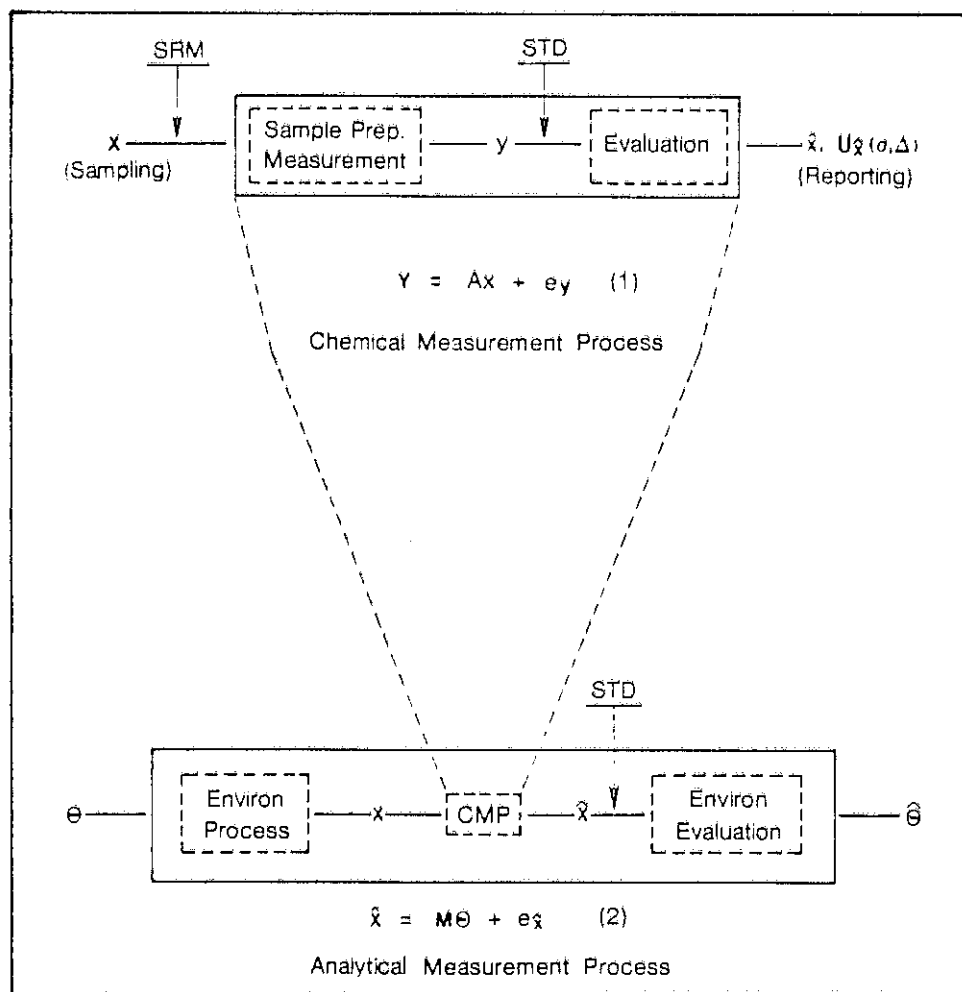 SRM
STD
x
(Sampling)
Sample Prep.
Measurement
y
Evaluation
x̂, Ux̂(σ,Δ)
(Reporting)
Y = Ax + ey (1)
Chemical Measurement Process
STD
Θ
Environ
Process
x
CMP
x̂
Environ
Evaluation
Θ̂
x̂ = MΘ + ex̂ (2)
Analytical Measurement Process